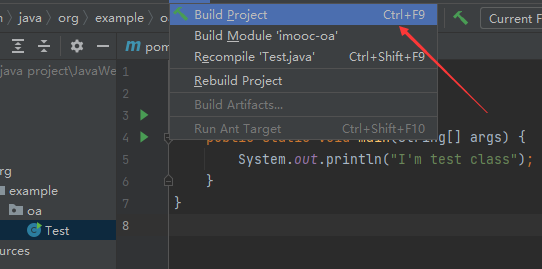 java › org › example › oa
Build Project Ctrl+F9
Current F
Build Module 'imooc-oa'
Recompile 'Test.java' Ctrl+Shift+F9
Rebuild Project
Build Artifacts...
Run Ant Target Ctrl+Shift+F10
pom
java project\JavaWe
1
2
3
4 public static void main(String[] args) {
5 System.out.println("I'm test class");
6 }
7 }
8
rg
example
oa
Test
urces